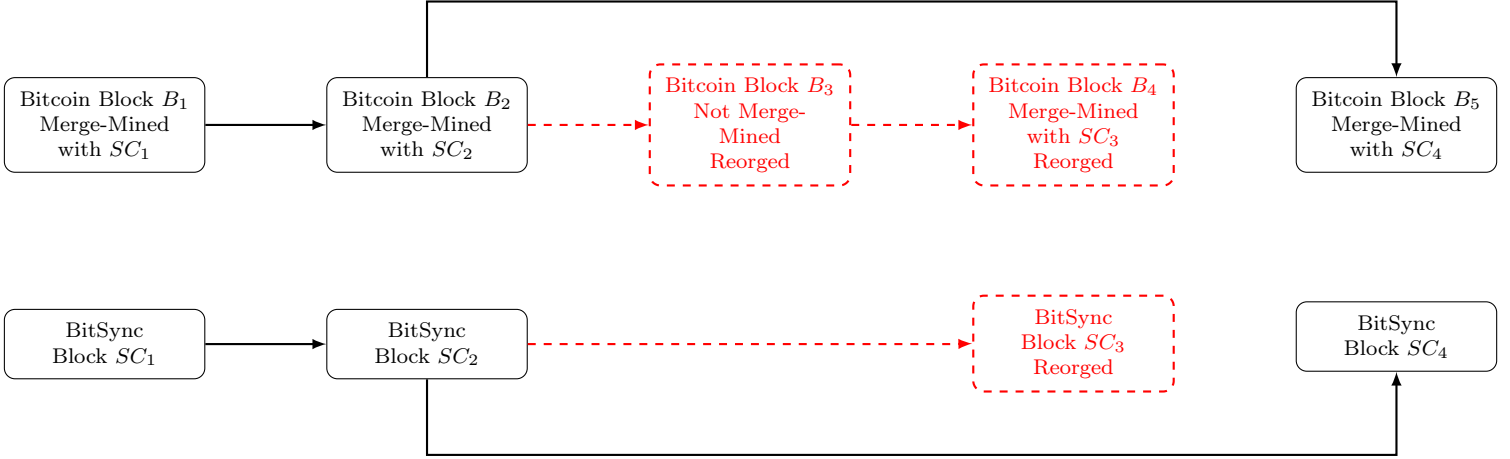 Bitcoin Block B₁
Merge-Mined
with SC₁
Bitcoin Block B₂
Merge-Mined
with SC₂
Bitcoin Block B₃
Not Merge-
Mined
Reorged
Bitcoin Block B₄
Merge-Mined
with SC₃
Reorged
Bitcoin Block B₅
Merge-Mined
with SC₄
BitSync
Block SC₁
BitSync
Block SC₂
BitSync
Block SC₃
Reorged
BitSync
Block SC₄